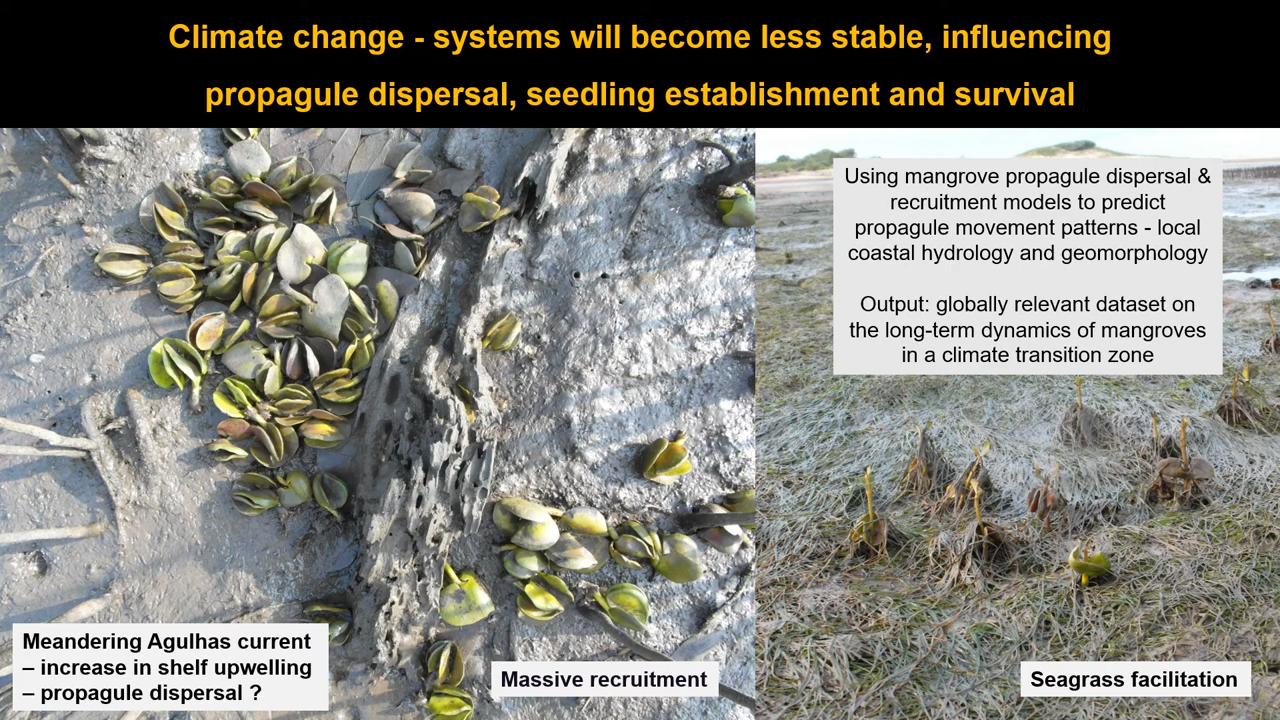 Climate change - systems will become less stable, influencing
propagule dispersal, seedling establishment and survival
Using mangrove propagule dispersal &
recruitment models to predict
propagule movement patterns - local
coastal hydrology and geomorphology
Output: globally relevant dataset on
the long-term dynamics of mangroves
in a climate transition zone
Meandering Agulhas current
– increase in shelf upwelling
– propagule dispersal ?
Massive recruitment
Seagrass facilitation